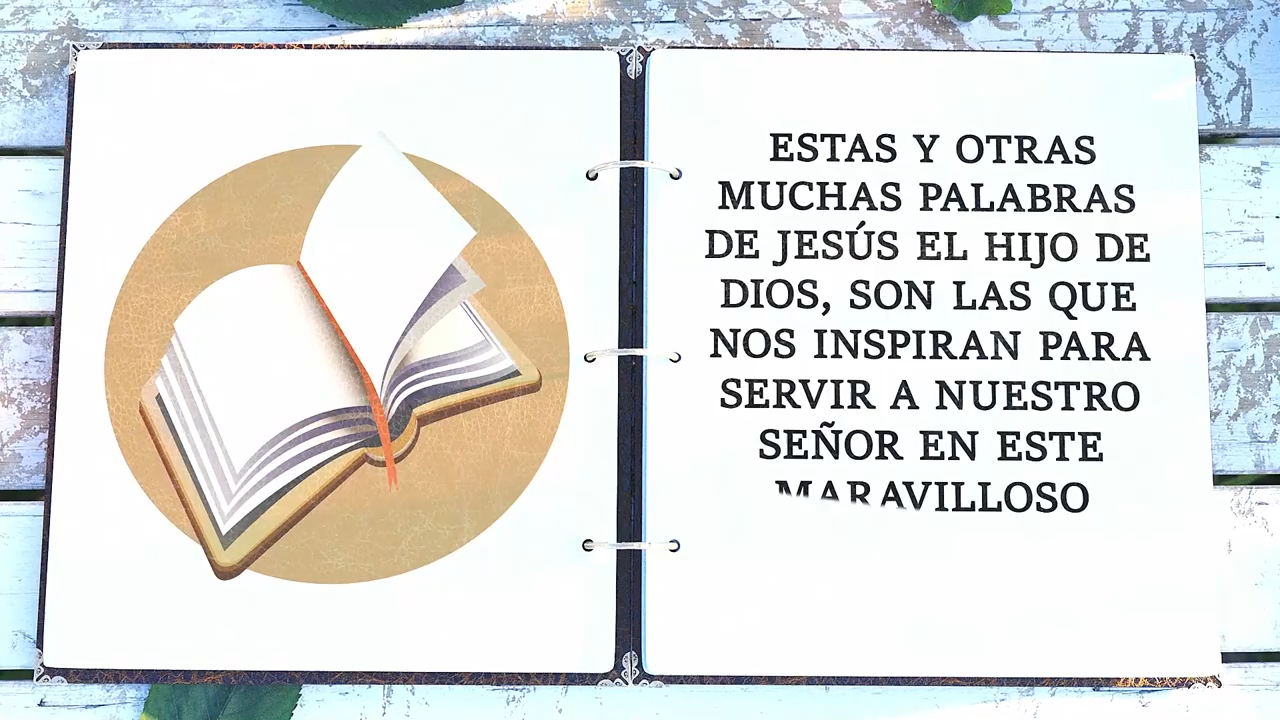 ESTAS Y OTRAS
MUCHAS PALABRAS
DE JESÚS EL HIJO DE
DIOS, SON LAS QUE
NOS INSPIRAN PARA
SERVIR A NUESTRO
SEÑOR EN ESTE
MARAVILLOSO